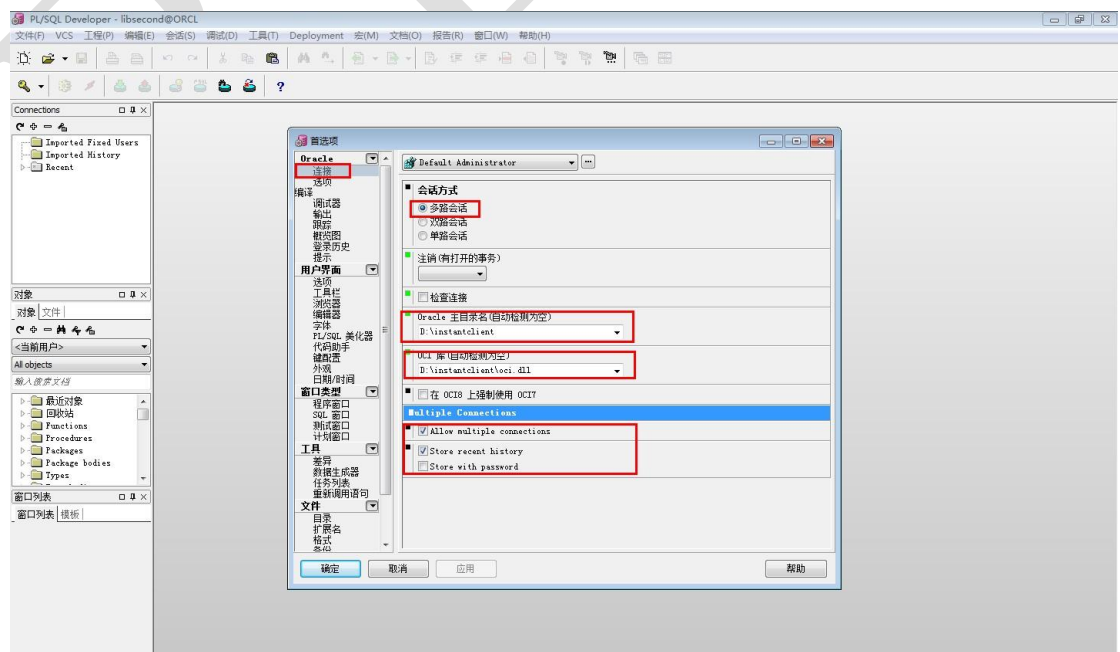 PL/SQL Developer - libsecond@ORCL
文件(F) VCS 工程(P) 编辑(E) 会话(S) 调试(D) 工具(T) Deployment 宏(M) 文档(O) 报告(R) 窗口(W) 帮助(H)
Connections
Imported Fixed Users
Imported History
Recent
对象
对象 文件
<当前用户>
All objects
输入搜索文档
最近对象
回收站
Functions
Procedures
Packages
Package bodies
Types
窗口列表
窗口列表 模板
首选项
Oracle
连接
选项
编译
调试器
输出
跟踪
概览图
登录历史
提示
用户界面
选项
工具栏
浏览器
编辑器
字体
PL/SQL 美化器
代码助手
键配置
外观
日期/时间
窗口类型
程序窗口
SQL 窗口
测试窗口
计划窗口
工具
差异
数据生成器
任务列表
重新调用语句
文件
目录
扩展名
格式
备份
Default Administrator
会话方式
多路会话
双路会话
单路会话
注销(有打开的事务)
检查连接
Oracle 主目录名(自动检测为空)
D:\instantclient
OCI 库(自动检测为空)
D:\instantclient\oci.dll
在 OCI8 上强制使用 OCI7
Multiple Connections
Allow multiple connections
Store recent history
Store with password
确定 取消 应用 帮助